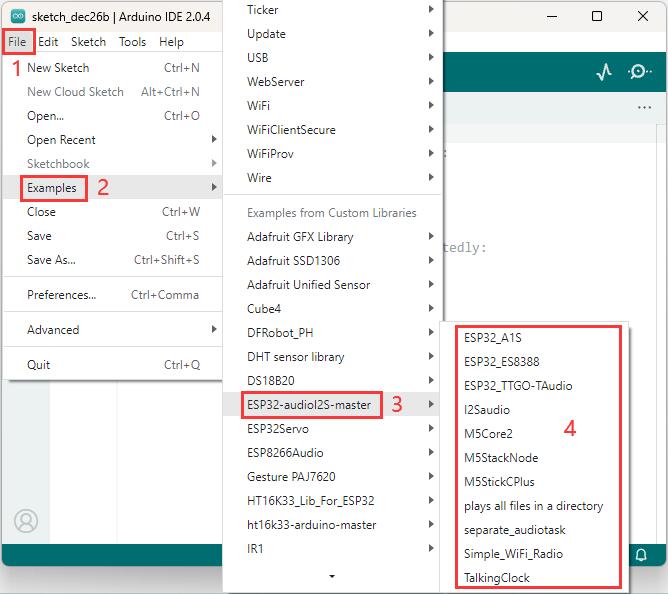 sketch_dec26b | Arduino IDE 2.0.4
File Edit Sketch Tools Help
1
New Sketch Ctrl+N
New Cloud Sketch Alt+Ctrl+N
Open... Ctrl+O
Open Recent
Sketchbook
Examples
2
Close Ctrl+W
Save Ctrl+S
Save As... Ctrl+Shift+S
Preferences... Ctrl+Comma
Advanced
Quit Ctrl+Q
Ticker
Update
USB
WebServer
WiFi
WiFiClientSecure
WiFiProv
Wire
Examples from Custom Libraries
Adafruit GFX Library
Adafruit SSD1306
Adafruit Unified Sensor
Cube4
DFRobot_PH
DHT sensor library
DS18B20
ESP32-audioI2S-master
3
ESP32Servo
ESP8266Audio
Gesture PAJ7620
HT16K33_Lib_For_ESP32
ht16k33-arduino-master
IR1
:
tedly:
ESP32_A1S
ESP32_ES8388
ESP32_TTGO-TAudio
I2Saudio
M5Core2
4
M5StackNode
M5StickCPlus
plays all files in a directory
separate_audiotask
Simple_WiFi_Radio
TalkingClock